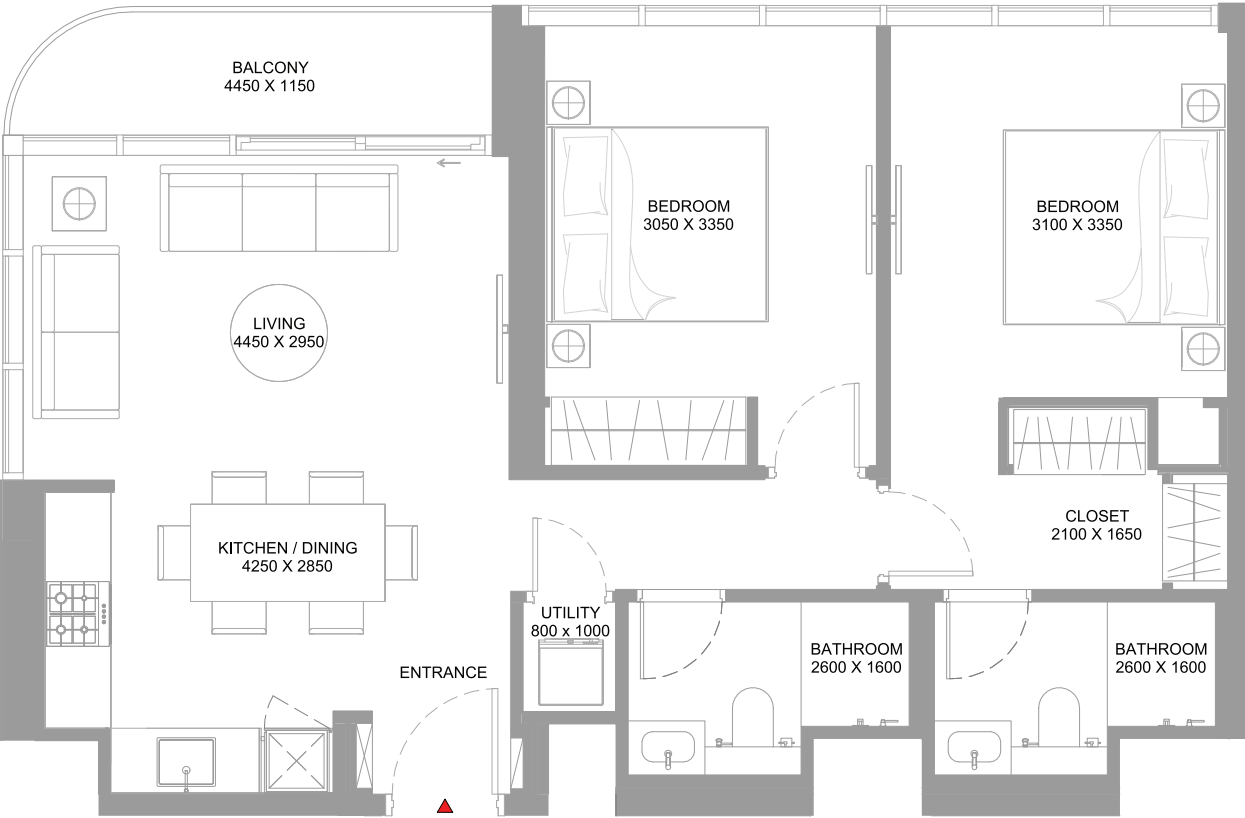 BALCONY
4450 X 1150
BEDROOM
3050 X 3350
BEDROOM
3100 X 3350
LIVING
4450 X 2950
CLOSET
2100 X 1650
KITCHEN / DINING
4250 X 2850
UTILITY
800 x 1000
BATHROOM
2600 X 1600
BATHROOM
2600 X 1600
ENTRANCE